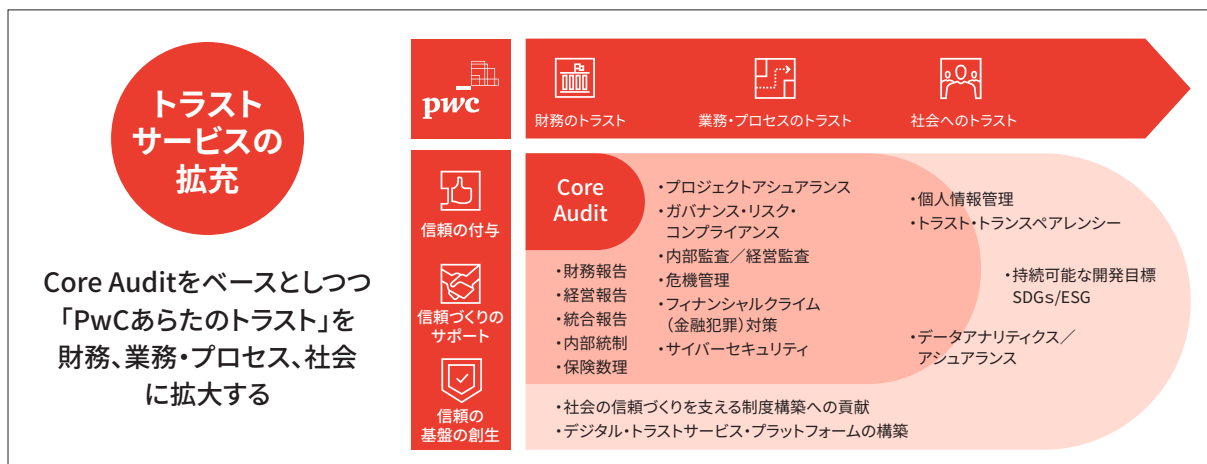 トラスト
サービスの
拡充
Core Auditをベースとしつつ
「PwCあらたのトラスト」を
財務、業務・プロセス、社会
に拡大する
pwc
財務のトラスト
業務・プロセスのトラスト
社会へのトラスト
信頼の付与
信頼づくりの
サポート
信頼の
基盤の創生
Core
Audit
・財務報告
・経営報告
・統合報告
・内部統制
・保険数理
・プロジェクトアシュアランス
・ガバナンス・リスク・
コンプライアンス
・内部監査／経営監査
・危機管理
・フィナンシャルクライム
（金融犯罪）対策
・サイバーセキュリティ
・個人情報管理
・トラスト・トランスペアレンシー
・持続可能な開発目標
SDGs/ESG
・データアナリティクス／
アシュアランス
・社会の信頼づくりを支える制度構築への貢献
・デジタル・トラストサービス・プラットフォームの構築